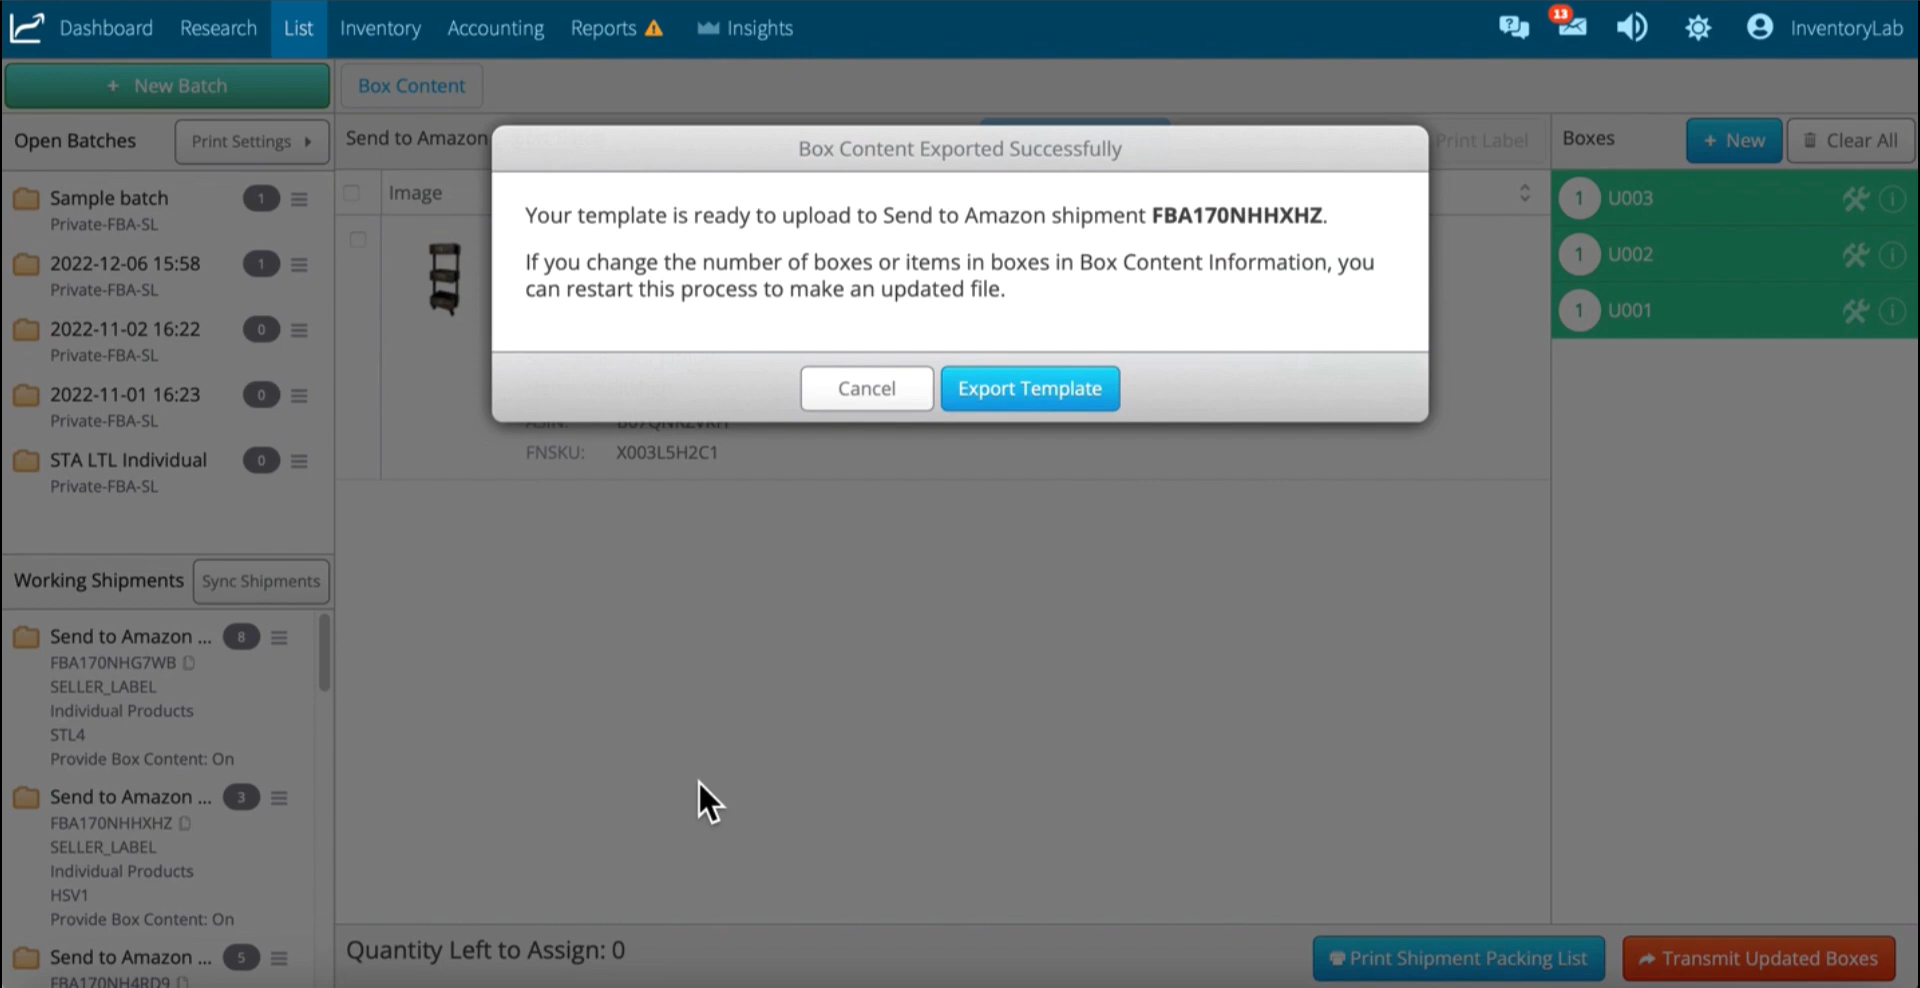 Dashboard Research List Inventory Accounting Reports Insights 13 InventoryLab
+ New Batch
Box Content
Open Batches Print Settings
Sample batch 1
Private-FBA-SL
2022-12-06 15:58 1
Private-FBA-SL
2022-11-02 16:22 0
Private-FBA-SL
2022-11-01 16:23 0
Private-FBA-SL
STA LTL Individual 0
Private-FBA-SL
Working Shipments Sync Shipments
Send to Amazon ... 8
FBA170NHG7WB
SELLER_LABEL
Individual Products
STL4
Provide Box Content: On
Send to Amazon ... 3
FBA170NHHXHZ
SELLER_LABEL
Individual Products
HSV1
Provide Box Content: On
Send to Amazon ... 5
FBA170NH4RD9
Send to Amazon
Print Label
Image
Box Content Exported Successfully
Your template is ready to upload to Send to Amazon shipment FBA170NHHXHZ.
If you change the number of boxes or items in boxes in Box Content Information, you
can restart this process to make an updated file.
Cancel Export Template
ASIN:
FNSKU: X003L5H2C1
Boxes + New Clear All
1 U003
1 U002
1 U001
Quantity Left to Assign: 0
Print Shipment Packing List Transmit Updated Boxes